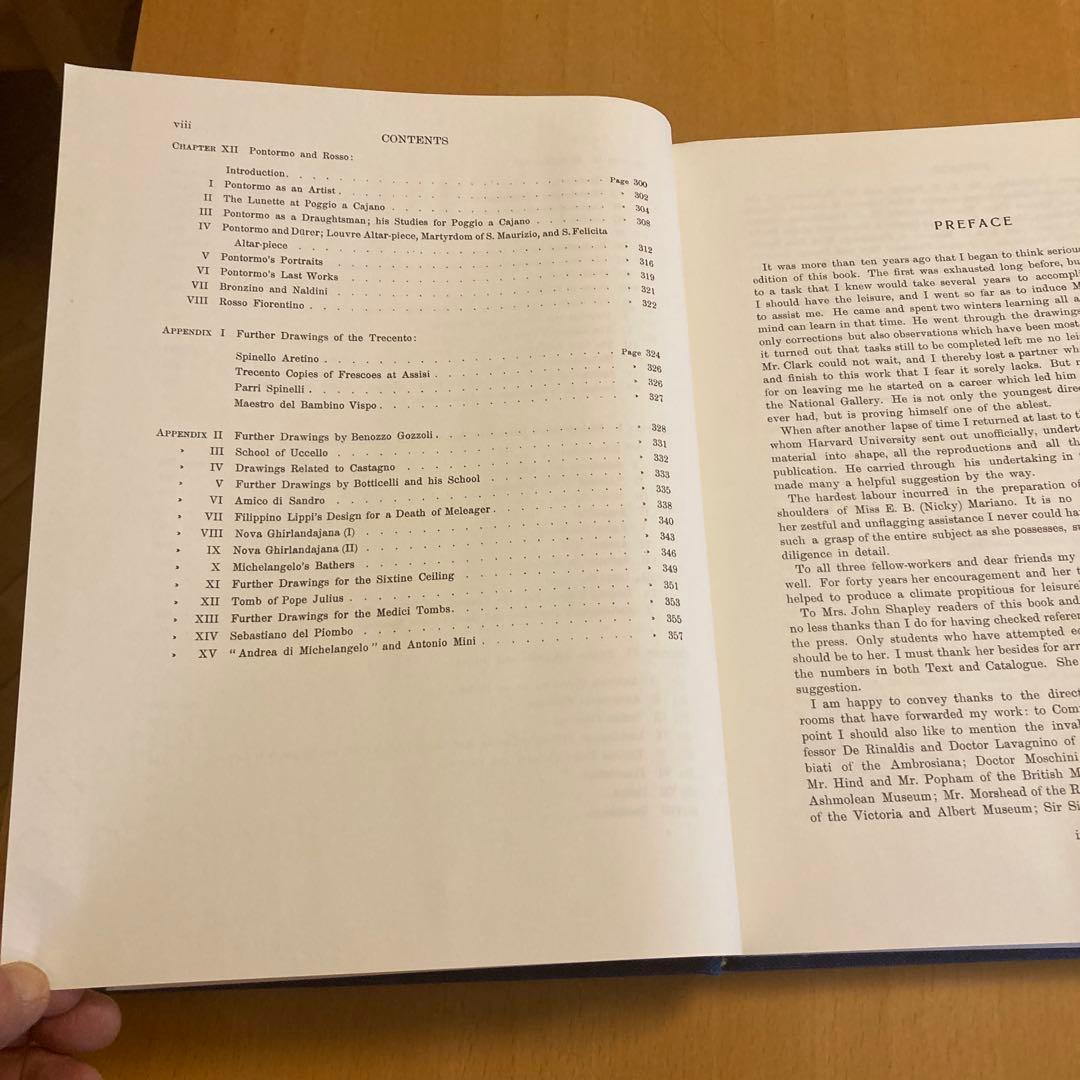 viii
CONTENTS
CHAPTER XII Pontormo and Rosso:
Introduction. . . . . . . . . . . . . . . . . Page 300
I Pontormo as an Artist . . . . . . . . . . . . . . . » 302
II The Lunette at Poggio a Cajano . . . . . . . . . . . . » 304
III Pontormo as a Draughtsman; his Studies for Poggio a Cajano . . . . . » 308
IV Pontormo and Dürer; Louvre Altar-piece, Martyrdom of S. Maurizio, and S. Felicita
Altar-piece . . . . . . . . . . . . . . . . . » 312
V Pontormo's Portraits . . . . . . . . . . . . . . . » 316
VI Pontormo's Last Works . . . . . . . . . . . . . . » 319
VII Bronzino and Naldini . . . . . . . . . . . . . . . » 321
VIII Rosso Fiorentino . . . . . . . . . . . . . . . . » 322
APPENDIX I Further Drawings of the Trecento:
Spinello Aretino . . . . . . . . . . . . . . . . Page 324
Trecento Copies of Frescoes at Assisi . . . . . . . . . . . » 326
Parri Spinelli . . . . . . . . . . . . . . . . . » 326
Maestro del Bambino Vispo . . . . . . . . . . . . . . » 327
APPENDIX II Further Drawings by Benozzo Gozzoli . . . . . . . . . . . » 328
» III School of Uccello . . . . . . . . . . . . . . . . » 331
» IV Drawings Related to Castagno . . . . . . . . . . . . . » 332
» V Further Drawings by Botticelli and his School . . . . . . . . . » 333
» VI Amico di Sandro . . . . . . . . . . . . . . . . » 335
» VII Filippino Lippi's Design for a Death of Meleager . . . . . . . . » 338
» VIII Nova Ghirlandajana (I) . . . . . . . . . . . . . . . » 340
» IX Nova Ghirlandajana (II) . . . . . . . . . . . . . . . » 343
» X Michelangelo's Bathers . . . . . . . . . . . . . . . » 346
» XI Further Drawings for the Sixtine Ceiling . . . . . . . . . . » 349
» XII Tomb of Pope Julius . . . . . . . . . . . . . . . . » 351
» XIII Further Drawings for the Medici Tombs. . . . . . . . . . . » 353
» XIV Sebastiano del Piombo . . . . . . . . . . . . . . . » 355
» XV “Andrea di Michelangelo” and Antonio Mini . . . . . . . . . » 357
PREFACE
It was more than ten years ago that I began to think seriou
edition of this book. The first was exhausted long before, bu
to a task that I knew would take several years to accompli
I should have the leisure, and I went so far as to induce M
to assist me. He came and spent two winters learning all a
mind can learn in that time. He went through the drawings
only corrections but also observations which have been most
it turned out that tasks still to be completed left me no lei
Mr. Clark could not wait, and I thereby lost a partner wh
and finish to this work that I fear it sorely lacks. But
for on leaving me he started on a career which led him
the National Gallery. He is not only the youngest direc
ever had, but is proving himself one of the ablest.
When after another lapse of time I returned at last to t
whom Harvard University sent out unofficially, underto
material into shape, all the reproductions and all th
publication. He carried through his undertaking in
made many a helpful suggestion by the way.
The hardest labour incurred in the preparation of
shoulders of Miss E. B. (Nicky) Mariano. It is no
her zestful and unflagging assistance I never could ha
such a grasp of the entire subject as she possesses, su
diligence in detail.
To all three fellow-workers and dear friends my
well. For forty years her encouragement and her t
helped to produce a climate propitious for leisure
To Mrs. John Shapley readers of this book and
no less thanks than I do for having checked referen
the press. Only students who have attempted e
should be to her. I must thank her besides for arr
the numbers in both Text and Catalogue. She
suggestion.
I am happy to convey thanks to the direct
rooms that have forwarded my work: to Com
point I should also like to mention the inval
fessor De Rinaldis and Doctor Lavagnino of
biati of the Ambrosiana; Doctor Moschini
Mr. Hind and Mr. Popham of the British M
Ashmolean Museum; Mr. Morshead of the R
of the Victoria and Albert Museum; Sir Si
i